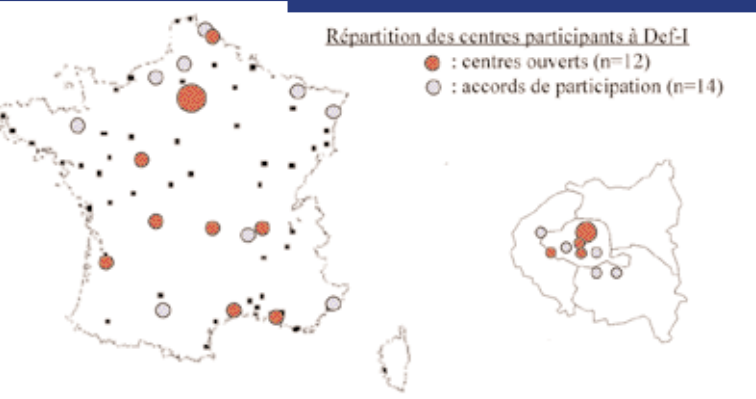 Répartition des centres participants à Def-I
: centres ouverts (n=12)
: accords de participation (n=14)